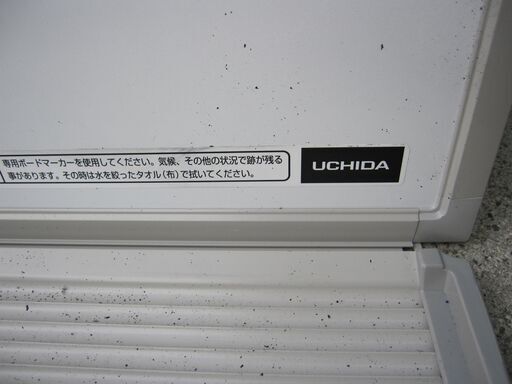 専用ボードマーカーを使用してください。気候、その他の状況で跡が残る
事があります。その時は水を絞ったタオル(布)で拭いてください。
UCHIDA